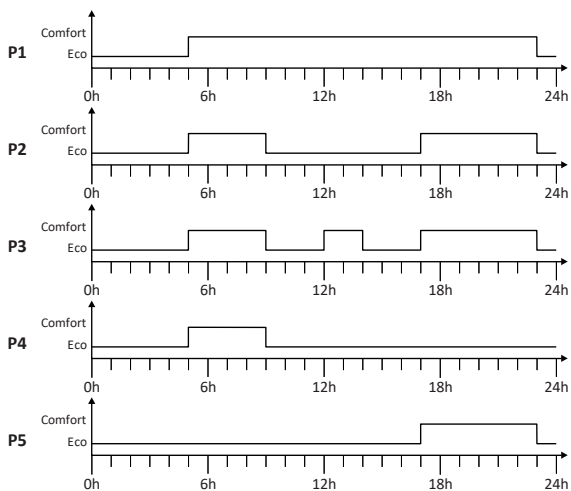 Comfort
P1 Eco
0h 6h 12h 18h 24h
Comfort
P2 Eco
0h 6h 12h 18h 24h
Comfort
P3 Eco
0h 6h 12h 18h 24h
Comfort
P4 Eco
0h 6h 12h 18h 24h
Comfort
P5 Eco
0h 6h 12h 18h 24h